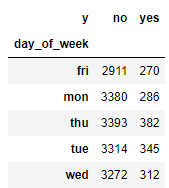 y no yes
day_of_week
fri 2911 270
mon 3380 286
thu 3393 382
tue 3314 345
wed 3272 312